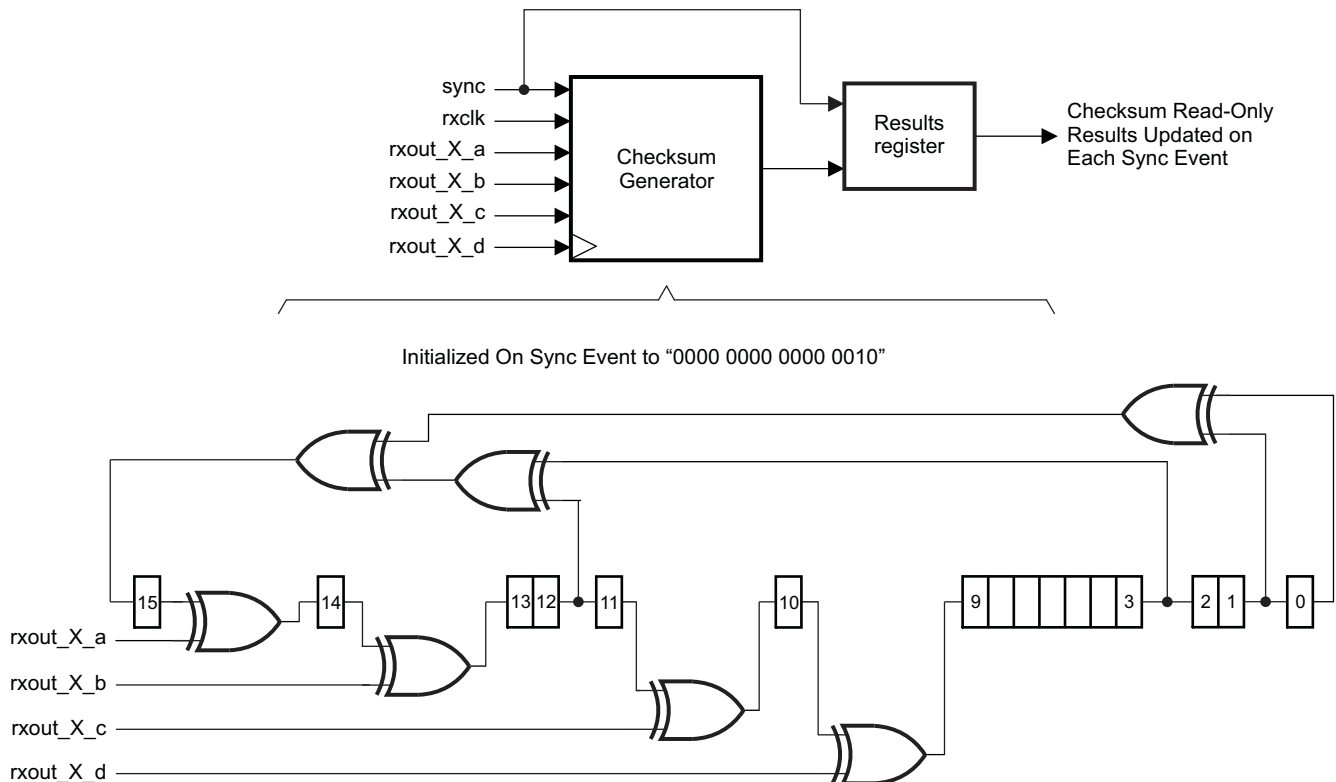 sync
rxclk
rxout_X_a
rxout_X_b
rxout_X_c
rxout_X_d
Checksum
Generator
Results
register
Checksum Read-Only
Results Updated on
Each Sync Event
Initialized On Sync Event to “0000 0000 0000 0010”
15
14
13
12
11
10
9
3
2
1
0
rxout_X_a
rxout_X_b
rxout_X_c
rxout_X_d